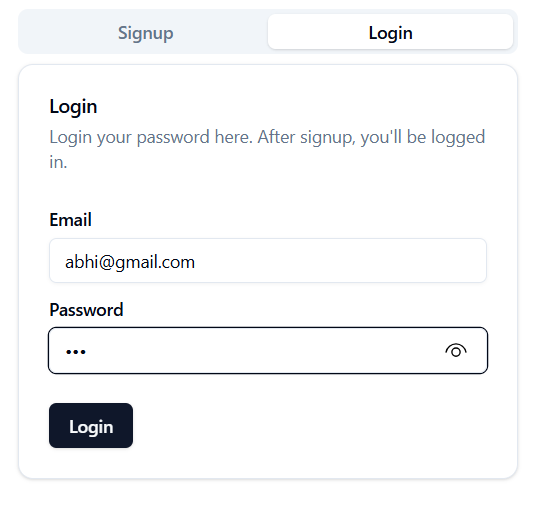 Signup Login
Login
Login your password here. After signup, you'll be logged
in.
Email
abhi@gmail.com
Password
•••
Login